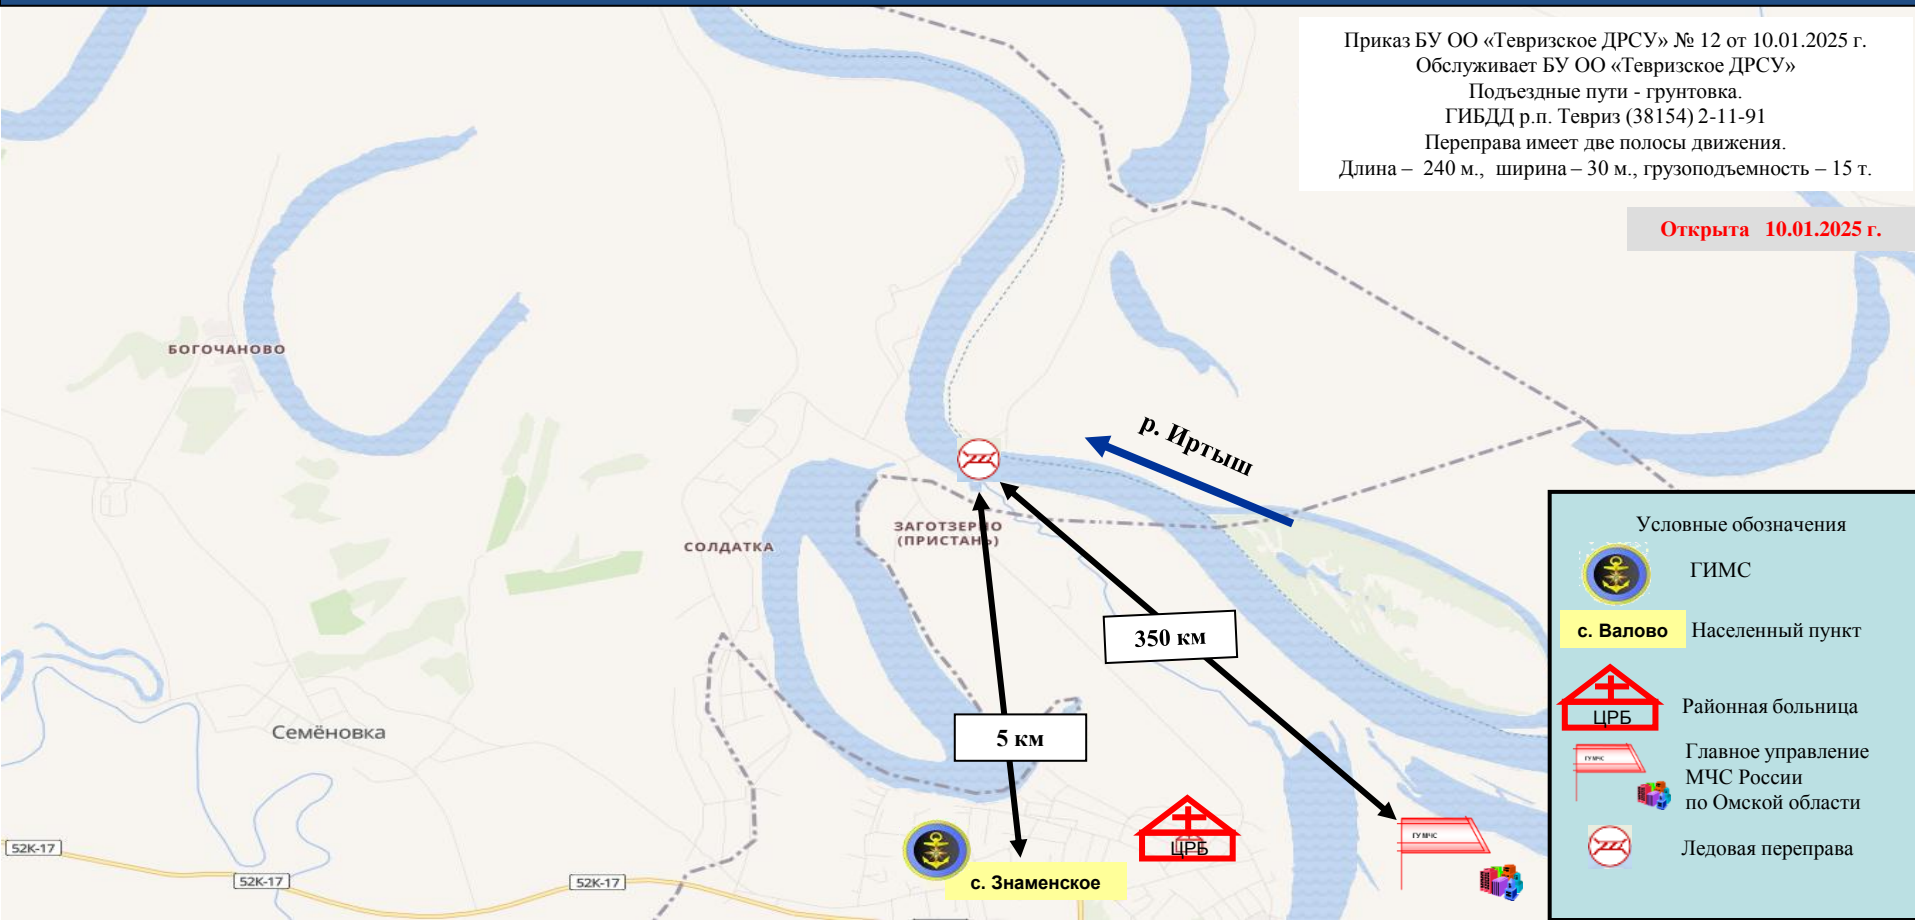 Приказ БУ ОО «Тевризское ДРСУ» № 12 от 10.01.2025 г.
Обслуживает БУ ОО «Тевризское ДРСУ»
Подъездные пути - грунтовка.
ГИБДД р.п. Тевриз (38154) 2-11-91
Переправа имеет две полосы движения.
Длина – 240 м., ширина – 30 м., грузоподъемность – 15 т.
Открыта 10.01.2025 г.
БОГОЧАНОВО
р. Иртыш
ЗАГОТЗЕРНО
(ПРИСТАНЬ)
СОЛДАТКА
350 км
Семёновка
5 км
52К-17
52К-17
52К-17
ЦРБ
с. Знаменское
ГУ МЧС
Условные обозначения
ГИМС
с. Валово
Населенный пункт
ЦРБ
Районная больница
ГУ МЧС
Главное управление
МЧС России
по Омской области
Ледовая переправа